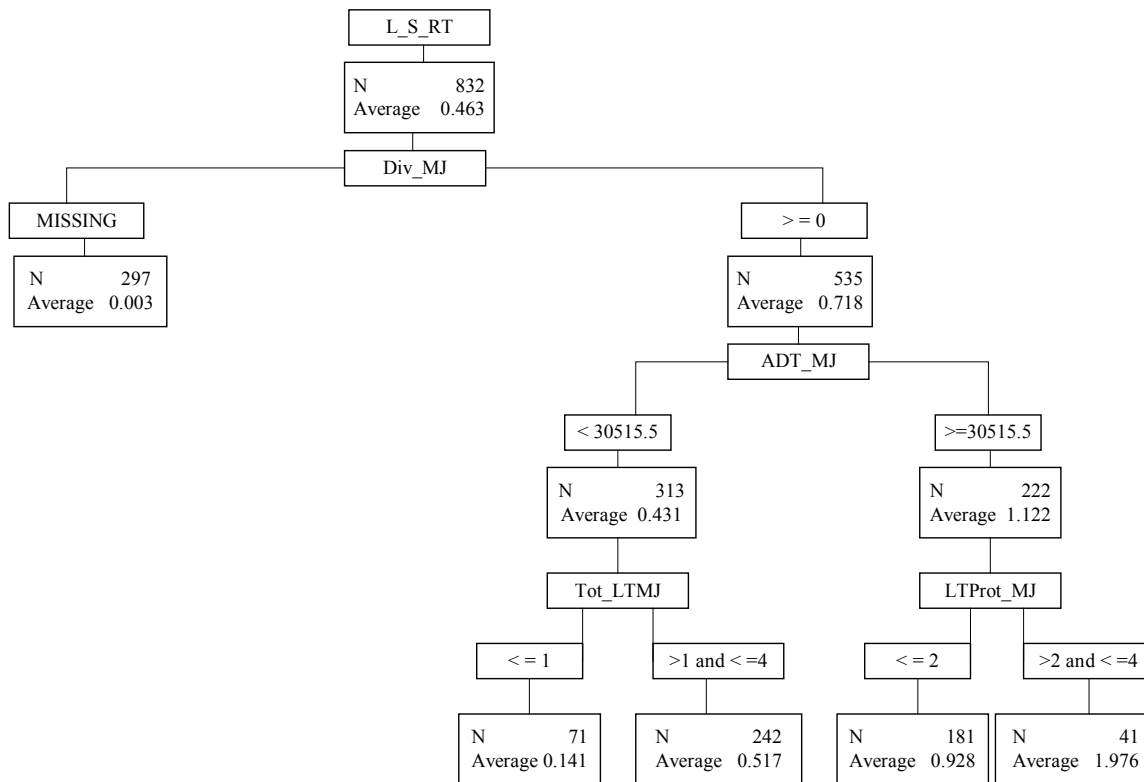 L_S_RT
N 832
Average 0.463
Div_MJ
MISSING
> = 0
N 297
Average 0.003
N 535
Average 0.718
ADT_MJ
< 30515.5
>=30515.5
N 313
Average 0.431
N 222
Average 1.122
Tot_LTMJ
LTProt_MJ
< = 1
>1 and < =4
< = 2
>2 and < =4
N 71
Average 0.141
N 242
Average 0.517
N 181
Average 0.928
N 41
Average 1.976